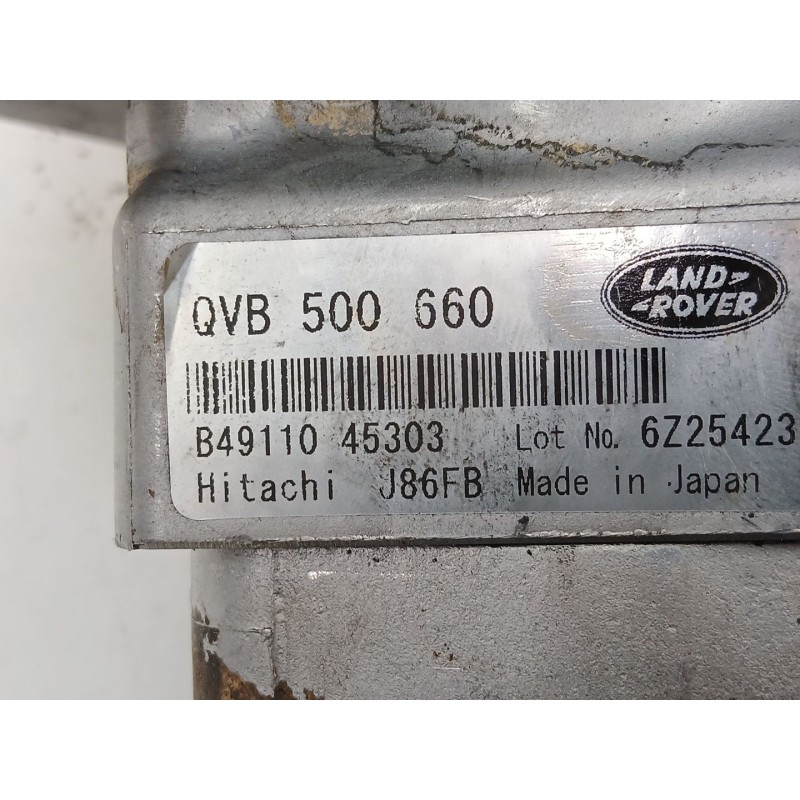 QVB 500 660
LAND
ROVER
B49110 45303 Lot No. 6Z25423
Hitachi J86FB Made in Japan